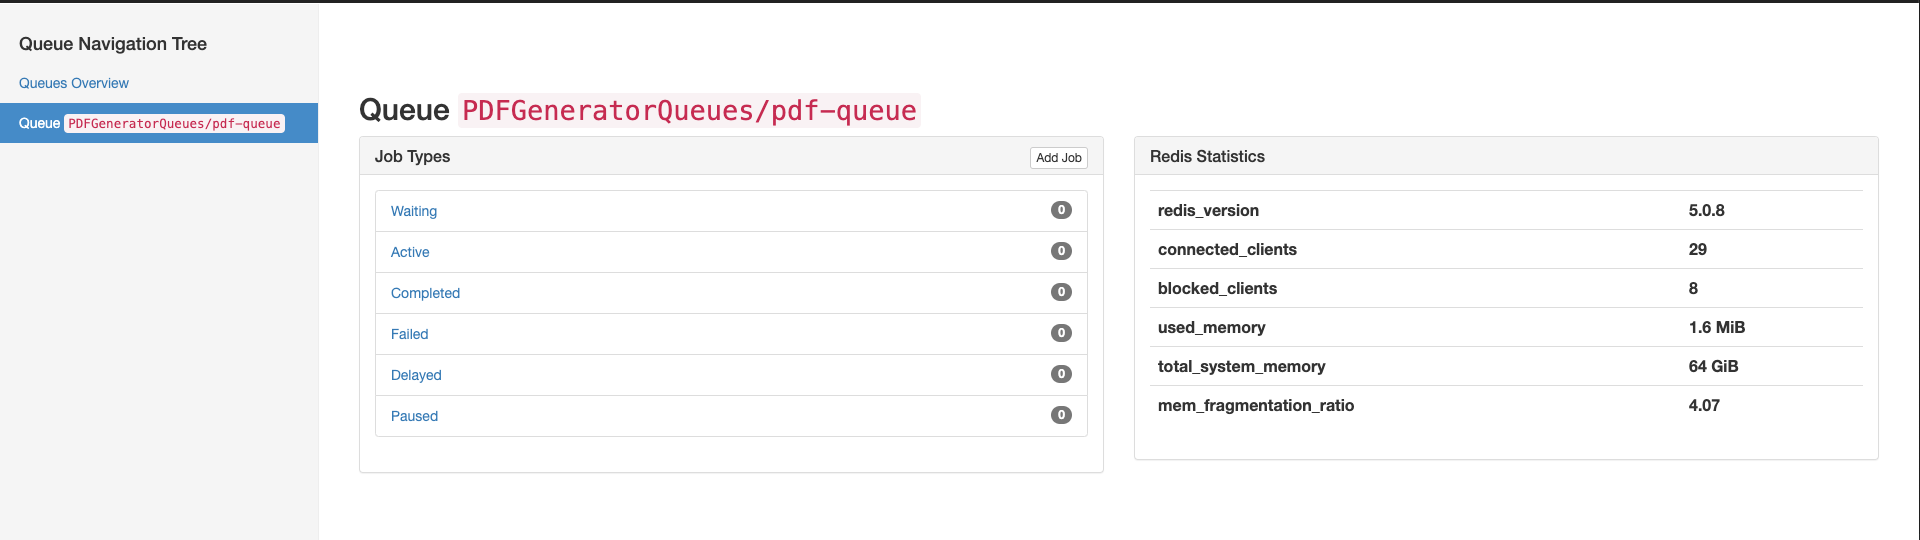 Queue Navigation Tree
Queues Overview
Queue PDFGeneratorQueues/pdf-queue
Queue PDFGeneratorQueues/pdf-queue
Job Types Add Job
Waiting 0
Active 0
Completed 0
Failed 0
Delayed 0
Paused 0
Redis Statistics
redis_version 5.0.8
connected_clients 29
blocked_clients 8
used_memory 1.6 MiB
total_system_memory 64 GiB
mem_fragmentation_ratio 4.07